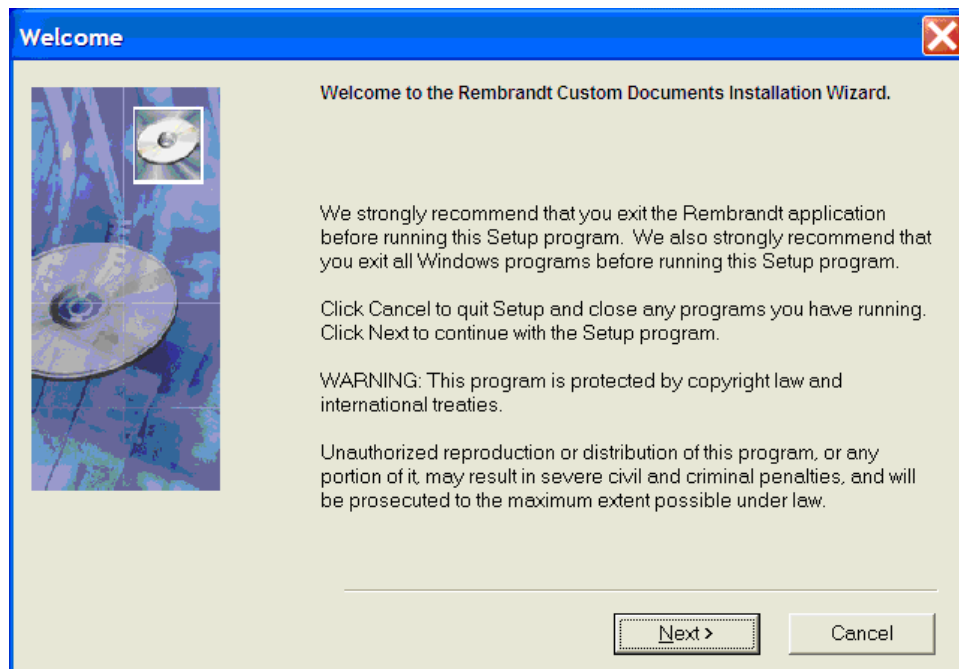 Welcome
Welcome to the Rembrandt Custom Documents Installation Wizard.
We strongly recommend that you exit the Rembrandt application
before running this Setup program.  We also strongly recommend that
you exit all Windows programs before running this Setup program.
Click Cancel to quit Setup and close any programs you have running.
Click Next to continue with the Setup program.
WARNING: This program is protected by copyright law and
international treaties.
Unauthorized reproduction or distribution of this program, or any
portion of it, may result in severe civil and criminal penalties, and will
be prosecuted to the maximum extent possible under law.
Next >
Cancel